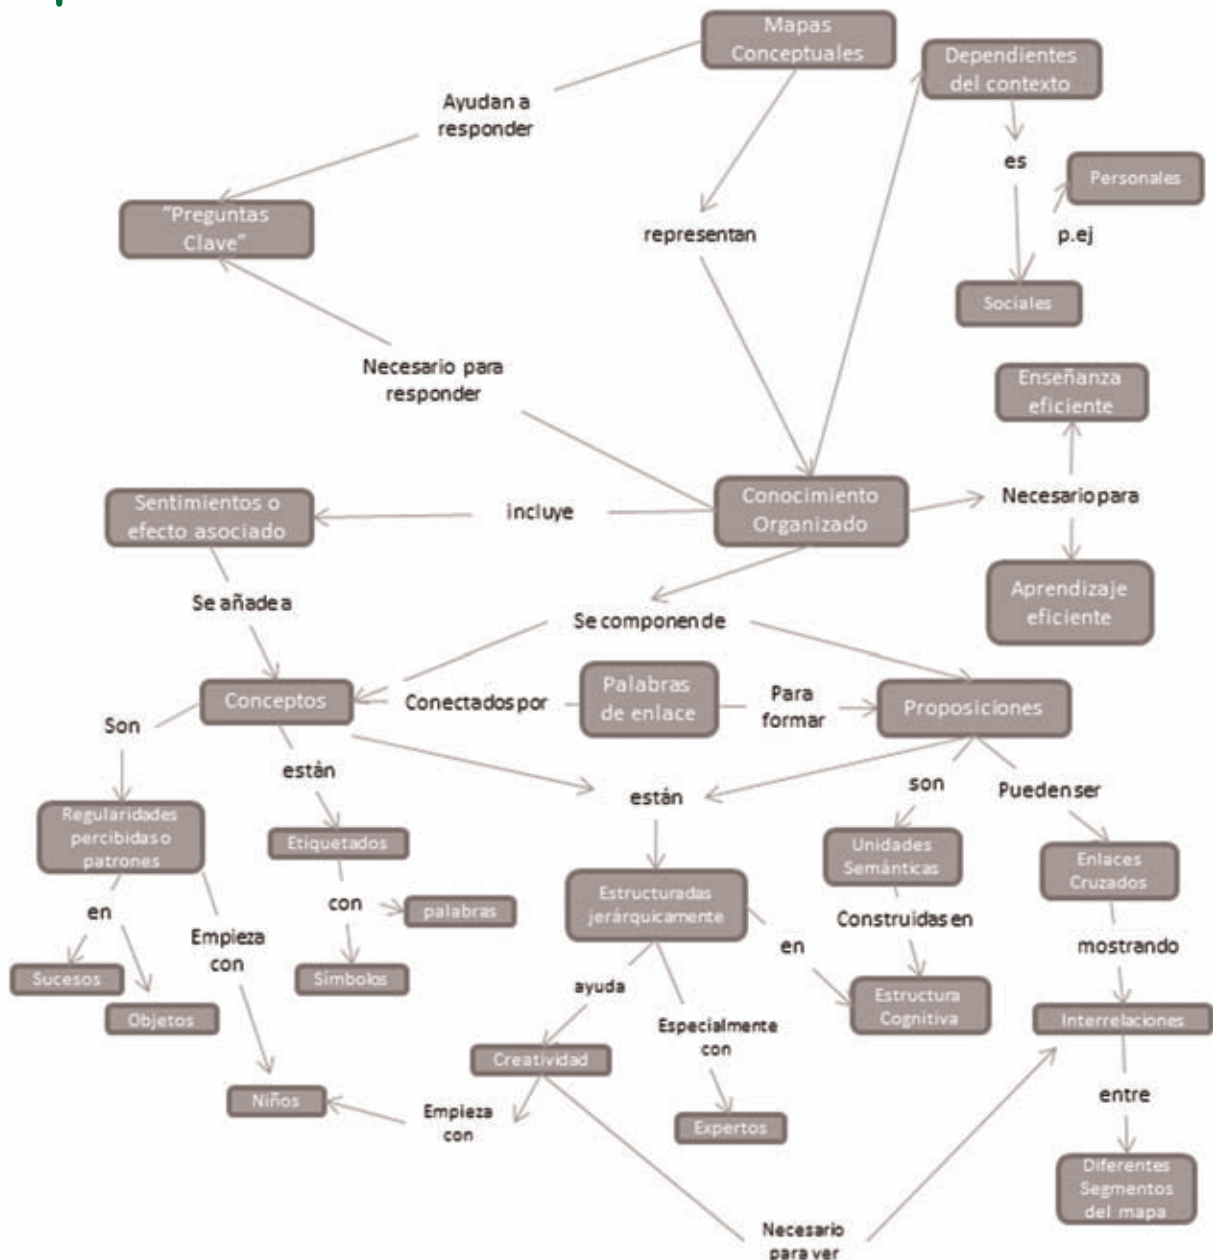 Mapas
Conceptuales
Dependientes
del contexto
Ayudan a
responder
es
Personales
"Preguntas
Clave"
representan
p.ej
Sociales
Necesario para
responder
Enseñanza
eficiente
Sentimientos o
efecto asociado
incluye
Conocimiento
Organizado
Necesario para
Se añade a
Aprendizaje
eficiente
Se componen de
Conceptos
Conectados por
Palabras
de enlace
Para
formar
Proposiciones
Son
están
están
son
Pueden ser
Regularidades
percibidas o
patrones
Etiquetados
Unidades
Semánticas
Enlaces
Cruzados
Estructuradas
jerárquicamente
con
palabras
en
Empieza
con
en
Construidas en
mostrando
Sucesos
Objetos
Símbolos
ayuda
Estructura
Cognitiva
Interrelaciones
Especialmente
con
Creatividad
Niños
Empieza
con
Expertos
entre
Diferentes
Segmentos
del mapa
Necesario
para ver